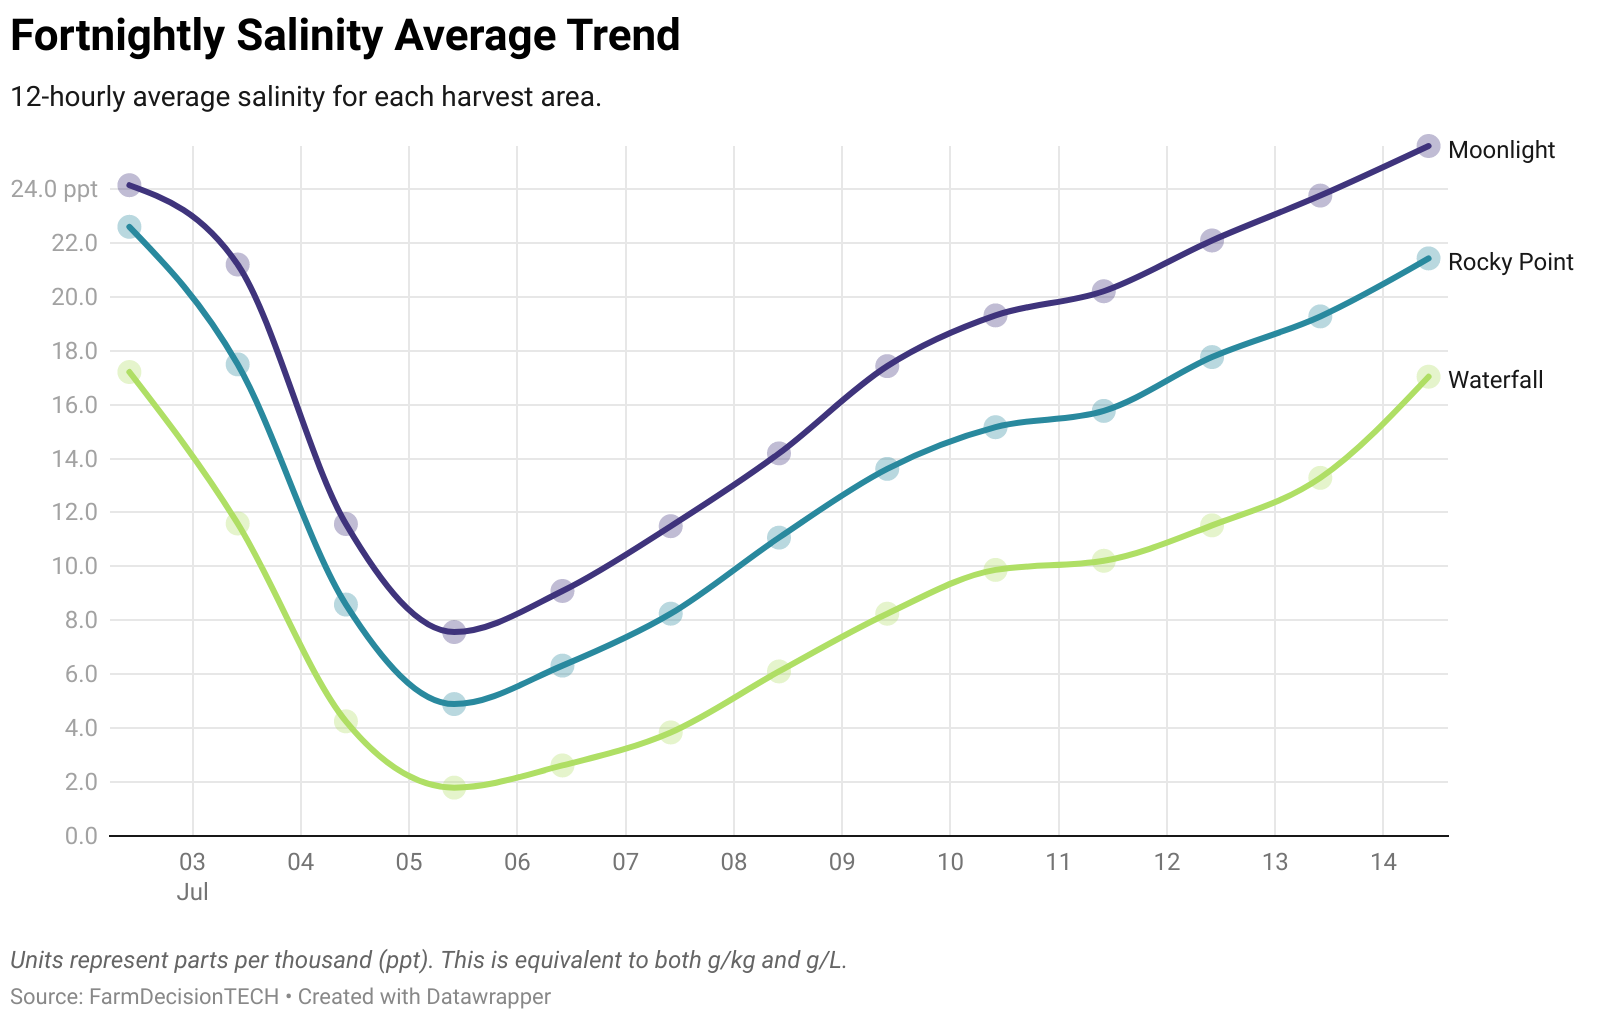 Fortnightly Salinity Average Trend
12-hourly average salinity for each harvest area.
Moonlight
24.0 ppt
22.0
Rocky Point
20.0
18.0
Waterfall
16.0
14.0
12.0
10.0
8.0
6.0
4.0
2.0
0.0
03 04 05 06 07 08 09 10 11 12 13 14
Jul
Units represent parts per thousand (ppt). This is equivalent to both g/kg and g/L.
Source: FarmDecisionTECH • Created with Datawrapper